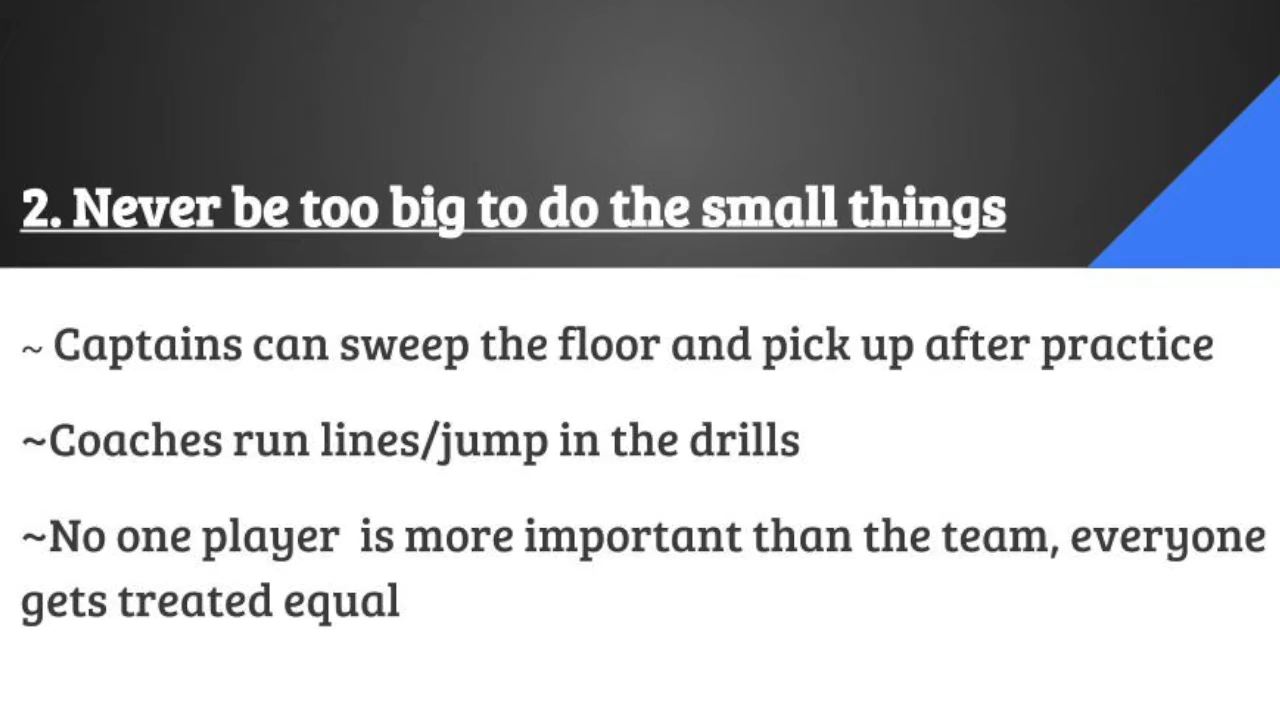 2. Never be too big to do the small things
~ Captains can sweep the floor and pick up after practice
~Coaches run lines/jump in the drills
~No one player  is more important than the team, everyone
gets treated equal